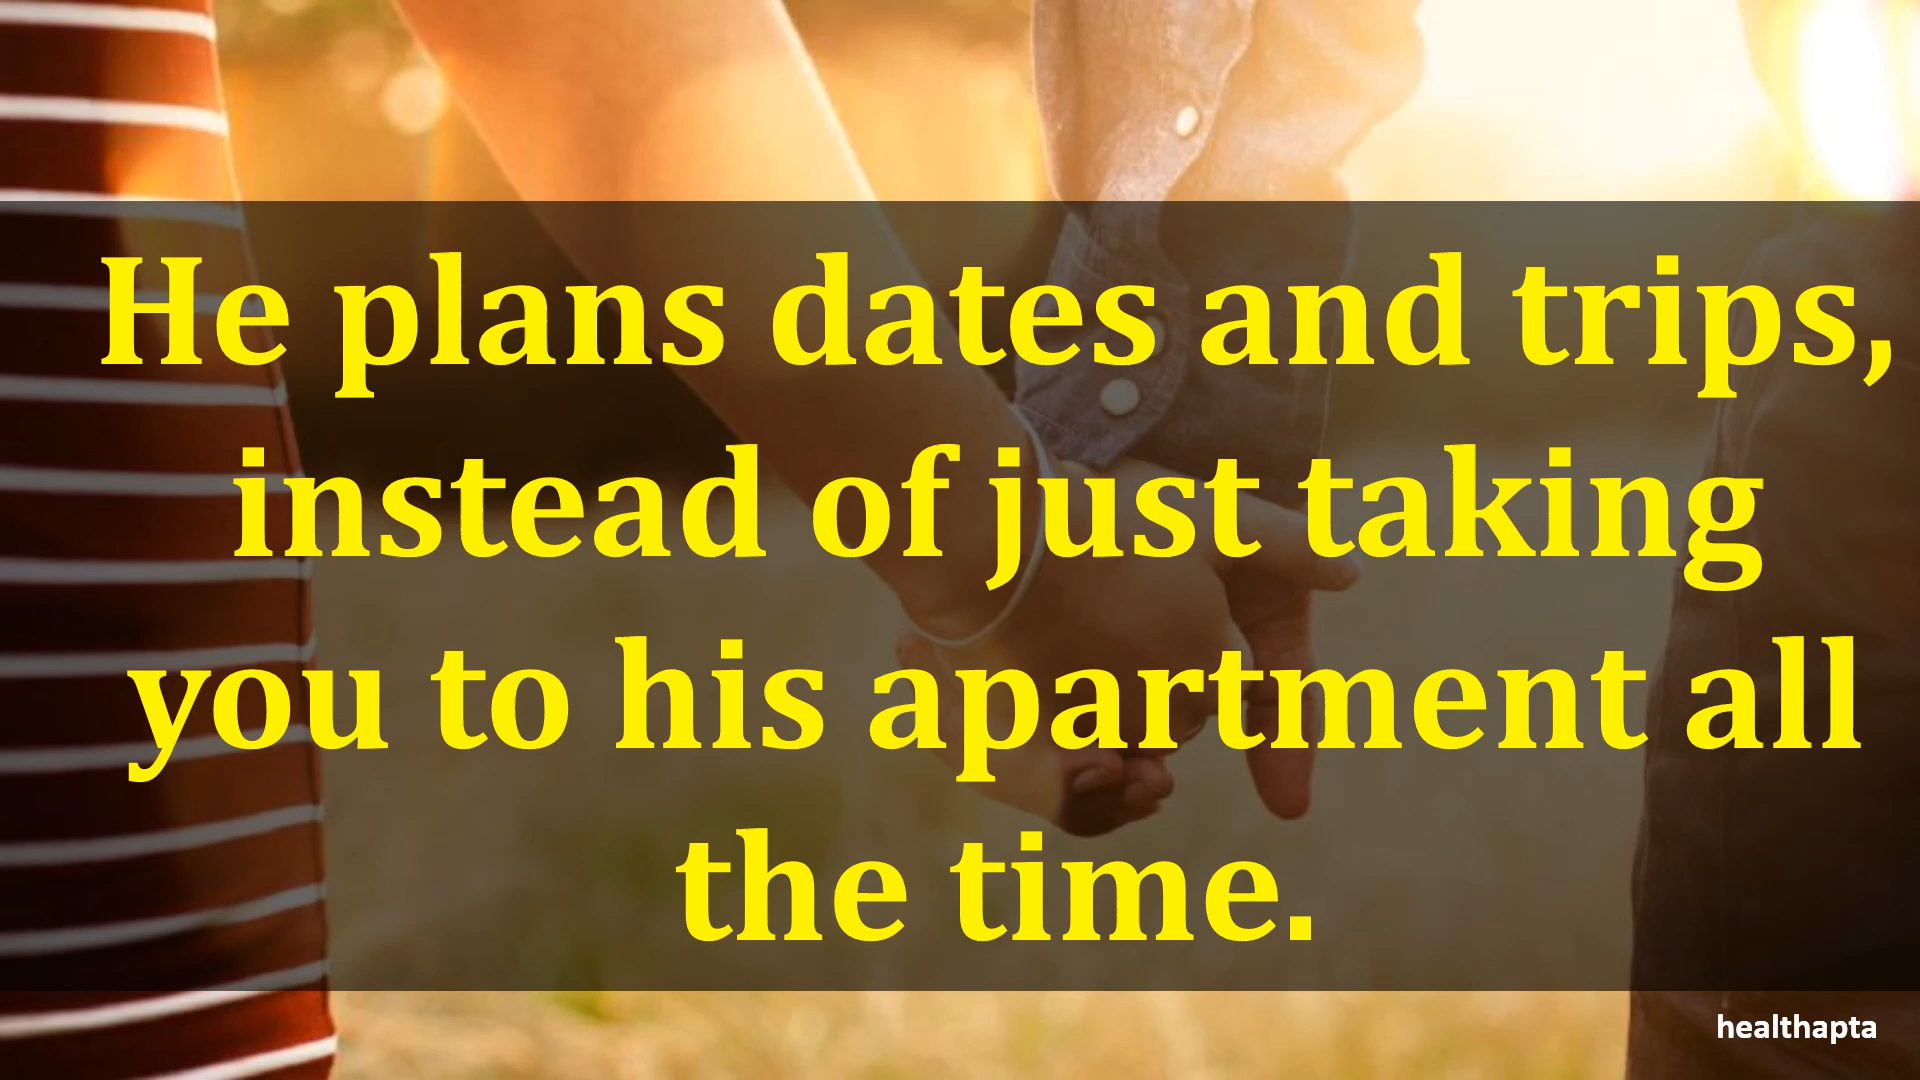 He plans dates and trips,
instead of just taking
you to his apartment all
the time.
healthapta